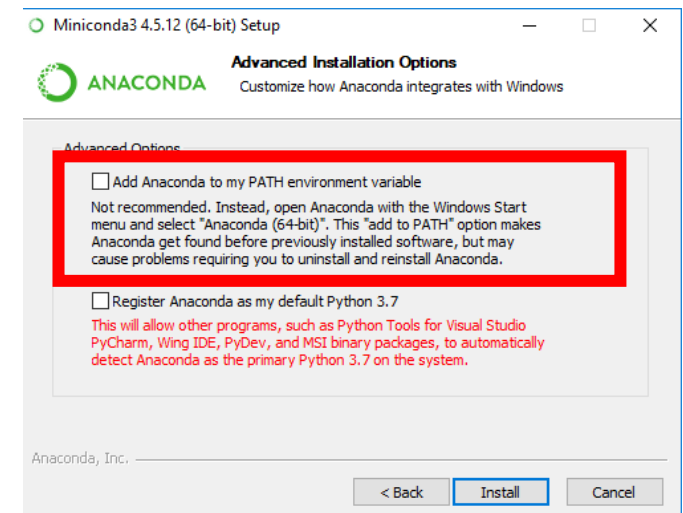 Miniconda3 4.5.12 (64-bit) Setup
ANACONDA
Advanced Installation Options
Customize how Anaconda integrates with Windows
Advanced Options
Add Anaconda to my PATH environment variable
Not recommended. Instead, open Anaconda with the Windows Start
menu and select "Anaconda (64-bit)". This "add to PATH" option makes
Anaconda get found before previously installed software, but may
cause problems requiring you to uninstall and reinstall Anaconda.
Register Anaconda as my default Python 3.7
This will allow other programs, such as Python Tools for Visual Studio
PyCharm, Wing IDE, PyDev, and MSI binary packages, to automatically
detect Anaconda as the primary Python 3.7 on the system.
Anaconda, Inc.
< Back Install Cancel